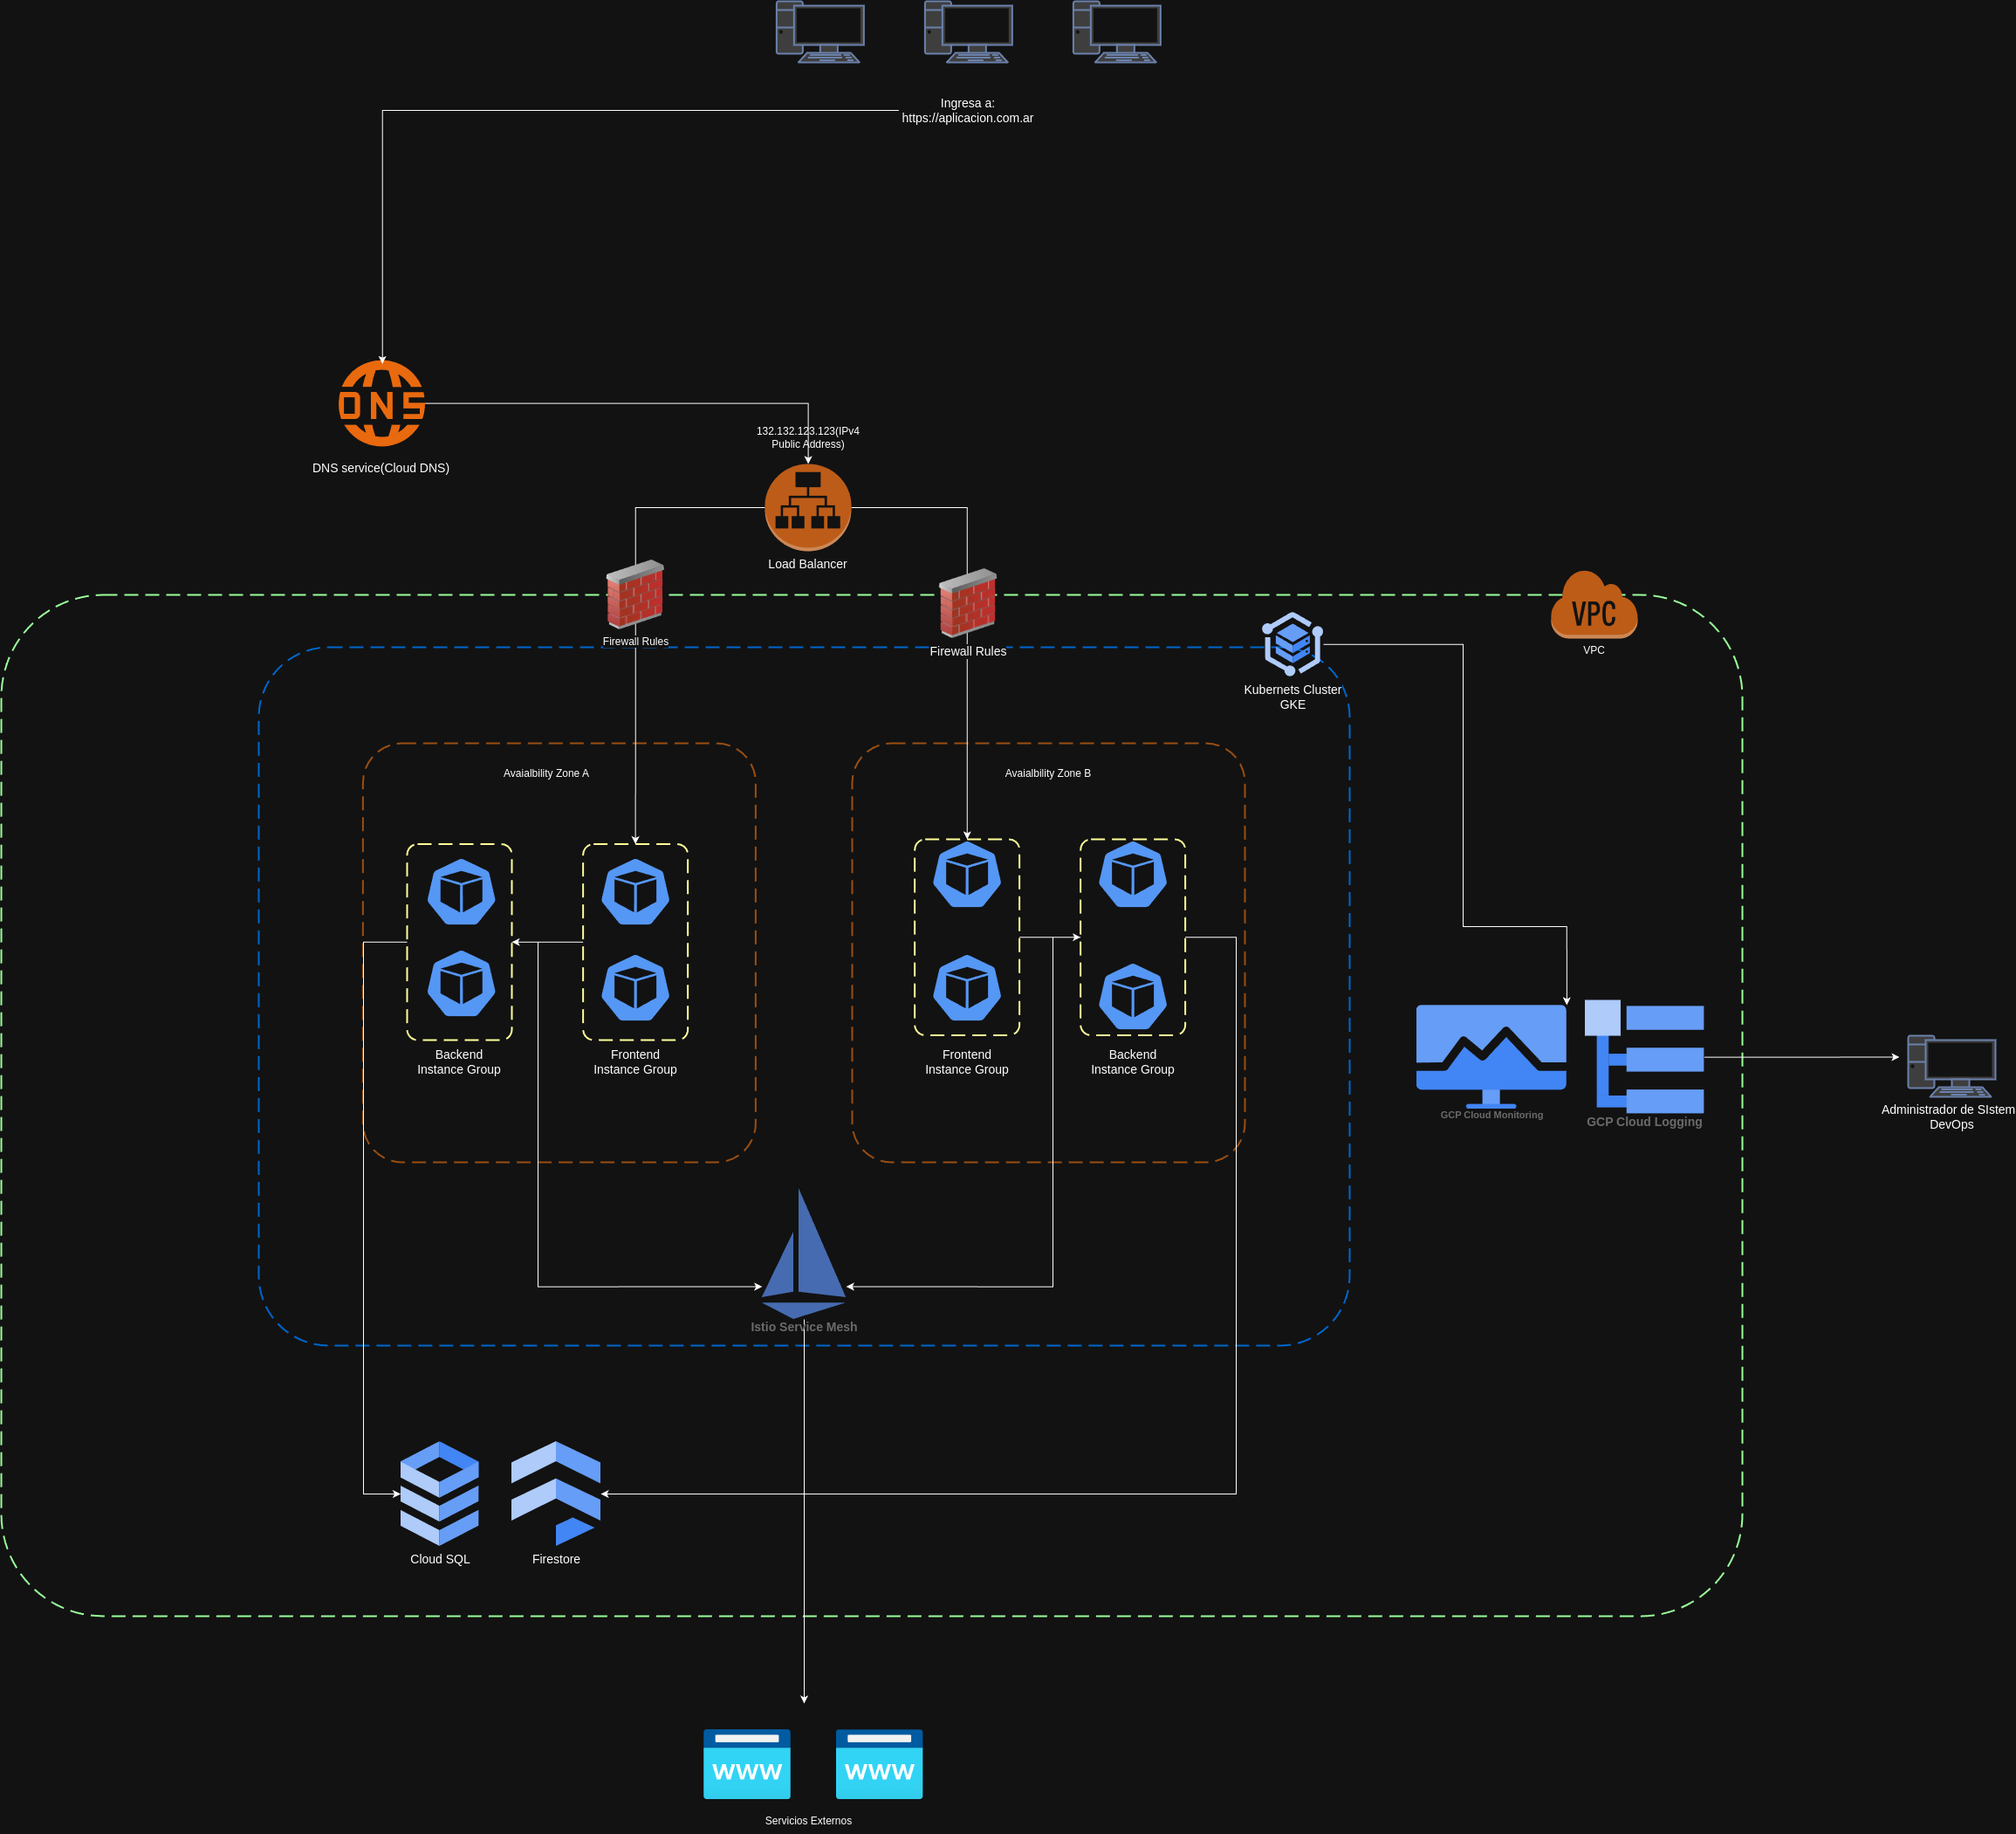 Ingresa a:
https://aplicacion.com.ar
DNS
DNS service(Cloud DNS)
132.132.123.123(IPv4
Public Address)
Load Balancer
Firewall Rules
Firewall Rules
VPC
VPC
Kubernets Cluster
GKE
Avaialbility Zone A
Avaialbility Zone B
Backend
Instance Group
Frontend
Instance Group
Frontend
Instance Group
Backend
Instance Group
GCP Cloud Monitoring
GCP Cloud Logging
Administrador de SIstem
DevOps
Istio Service Mesh
Cloud SQL
Firestore
WWW
WWW
Servicios Externos